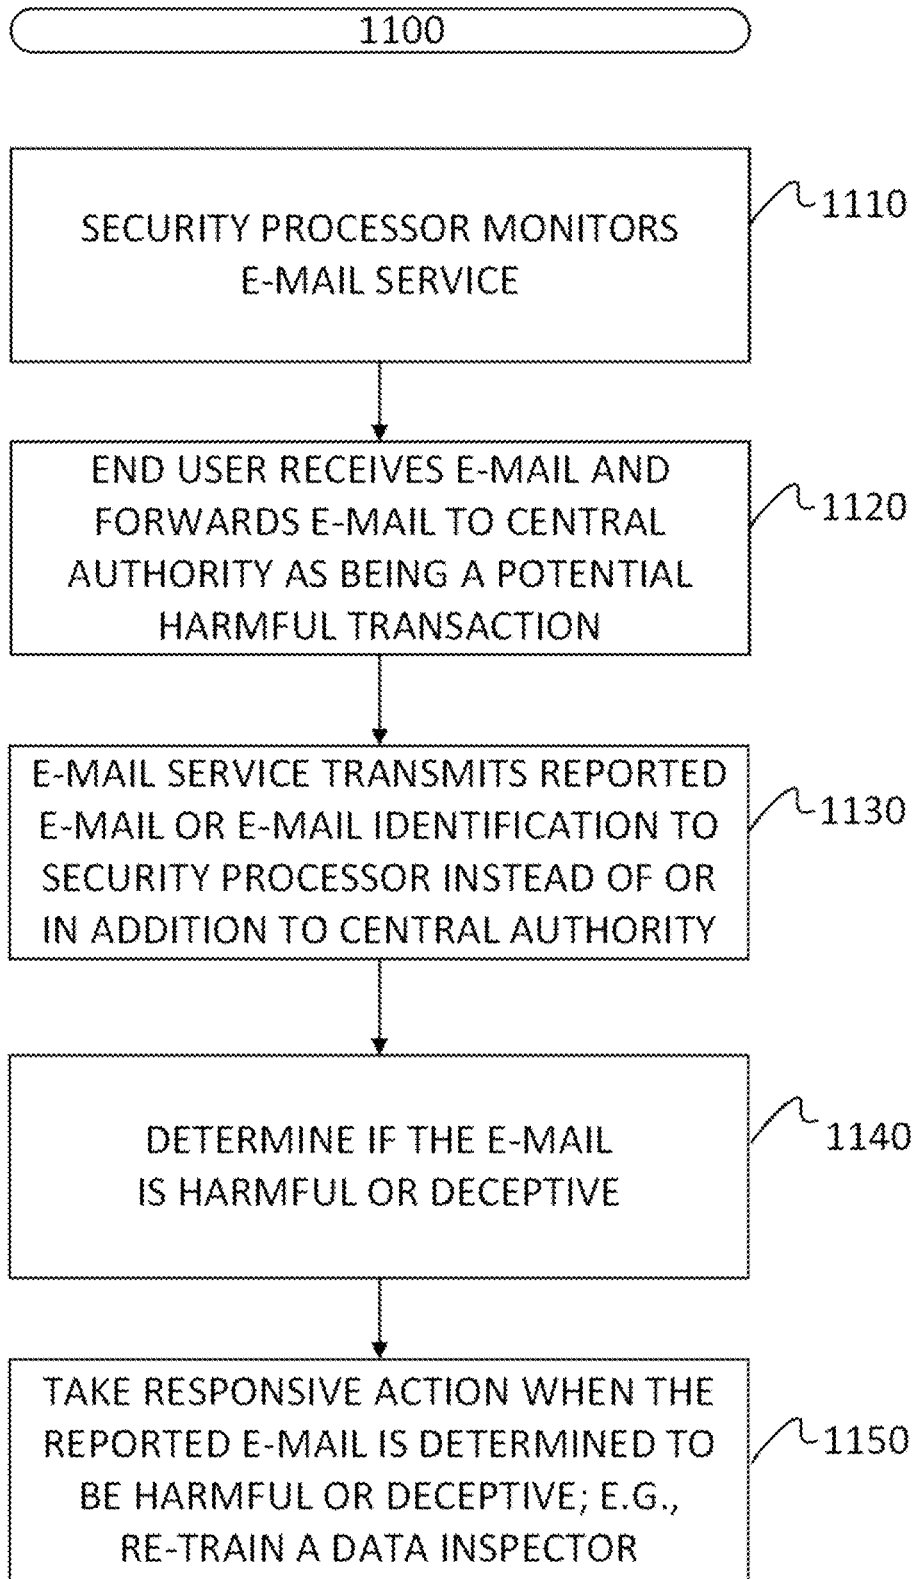 1100
SECURITY PROCESSOR MONITORS
E-MAIL SERVICE
1110
END USER RECEIVES E-MAIL AND
FORWARDS E-MAIL TO CENTRAL
AUTHORITY AS BEING A POTENTIAL
HARMFUL TRANSACTION
1120
E-MAIL SERVICE TRANSMITS REPORTED
E-MAIL OR E-MAIL IDENTIFICATION TO
SECURITY PROCESSOR INSTEAD OF OR
IN ADDITION TO CENTRAL AUTHORITY
1130
DETERMINE IF THE E-MAIL
IS HARMFUL OR DECEPTIVE
1140
TAKE RESPONSIVE ACTION WHEN THE
REPORTED E-MAIL IS DETERMINED TO
BE HARMFUL OR DECEPTIVE; E.G.,
RE-TRAIN A DATA INSPECTOR
1150